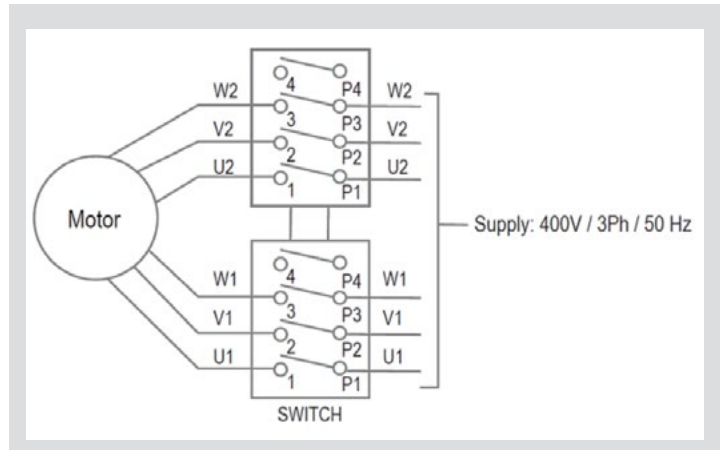 4 P4
W2 W2
3 P3
V2 V2
2 P2
U2 U2
1 P1
Motor
Supply: 400V / 3Ph / 50 Hz
4 P4
W1 W1
3 P3
V1 V1
2 P2
U1 U1
1 P1
SWITCH